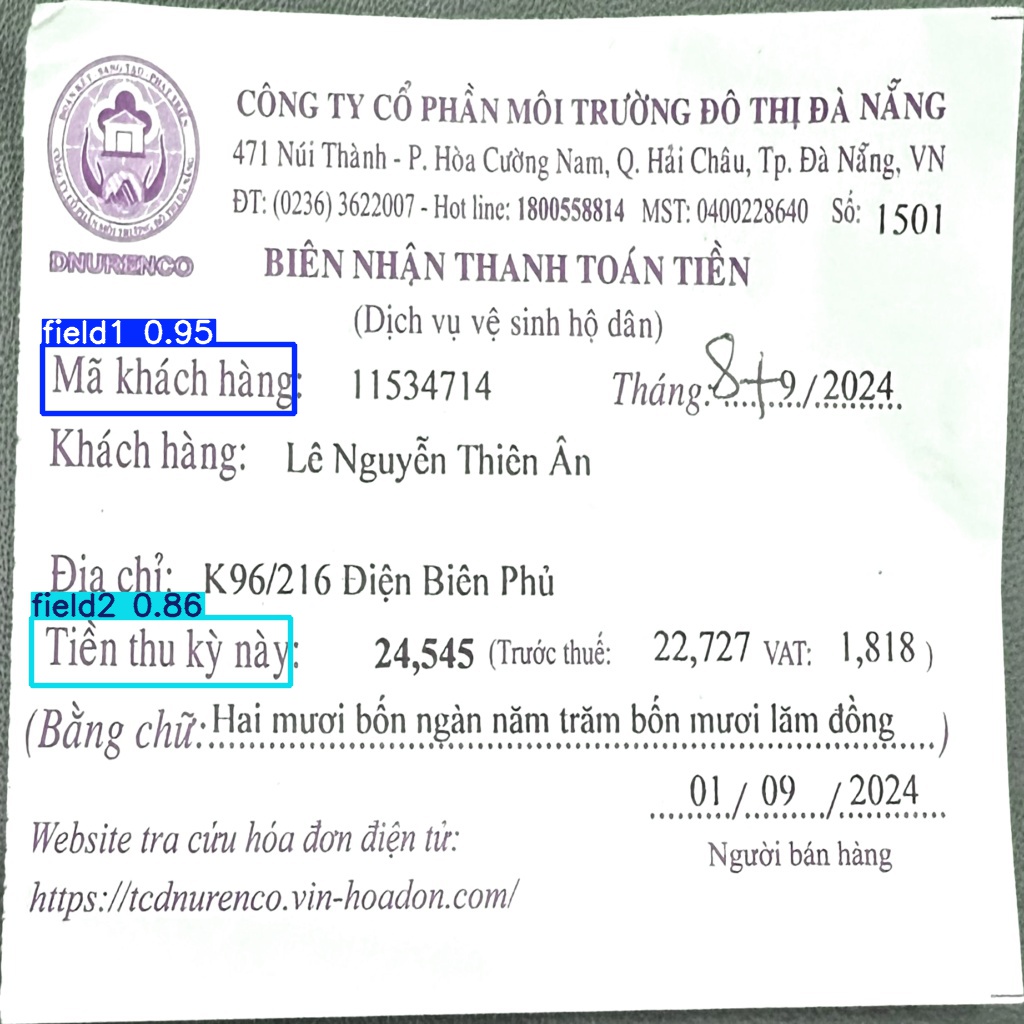 CÔNG TY CỔ PHẦN MÔI TRƯỜNG ĐÔ THỊ ĐÀ NẴNG
471 Núi Thành - P. Hòa Cường Nam, Q. Hải Châu, Tp. Đà Nẵng, VN
ĐT: (0236) 3622007 - Hot line: 1800558814 MST: 0400228640 Số: 1501
DNURENCO
BIÊN NHẬN THANH TOÁN TIỀN
(Dịch vụ vệ sinh hộ dân)
field1 0.95
Mã khách hàng: 11534714 Tháng: 8+9/2024
Khách hàng: Lê Nguyễn Thiên Ân
Địa chỉ: K96/216 Điện Biên Phủ
field2 0.86
Tiền thu kỳ này: 24,545 (Trước thuế: 22,727 VAT: 1,818 )
(Bằng chữ: Hai mươi bốn ngàn năm trăm bốn mươi lăm đồng )
01 / 09 / 2024
Người bán hàng
Website tra cứu hóa đơn điện tử:
https://tcdnurenco.vin-hoadon.com/